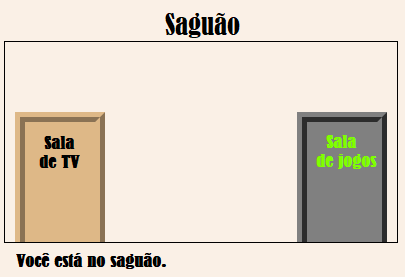 Saguão
Sala
de TV
Sala
de jogos
Você está no saguão.